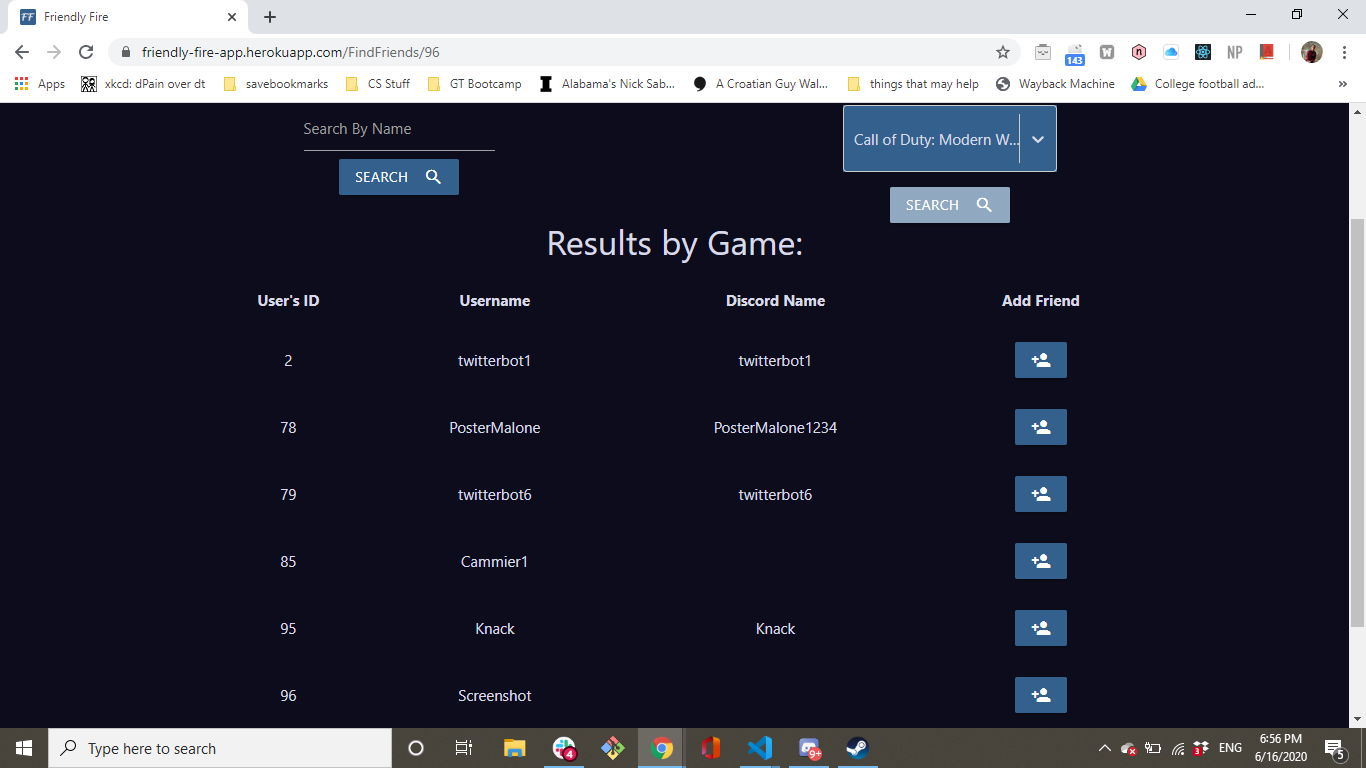 FF Friendly Fire
friendly-fire-app.herokuapp.com/FindFriends/96
143 W n NP
Apps xkcd: dPain over dt savebookmarks CS Stuff GT Bootcamp Alabama's Nick Sab... A Croatian Guy Wal... things that may help Wayback Machine College football ad... »
Search By Name
Call of Duty: Modern W...
SEARCH
SEARCH
Results by Game:
User's ID Username Discord Name Add Friend
2 twitterbot1 twitterbot1
78 PosterMalone PosterMalone1234
79 twitterbot6 twitterbot6
85 Cammier1
95 Knack Knack
96 Screenshot
Type here to search
4
9+
3
ENG
6:56 PM
6/16/2020
5